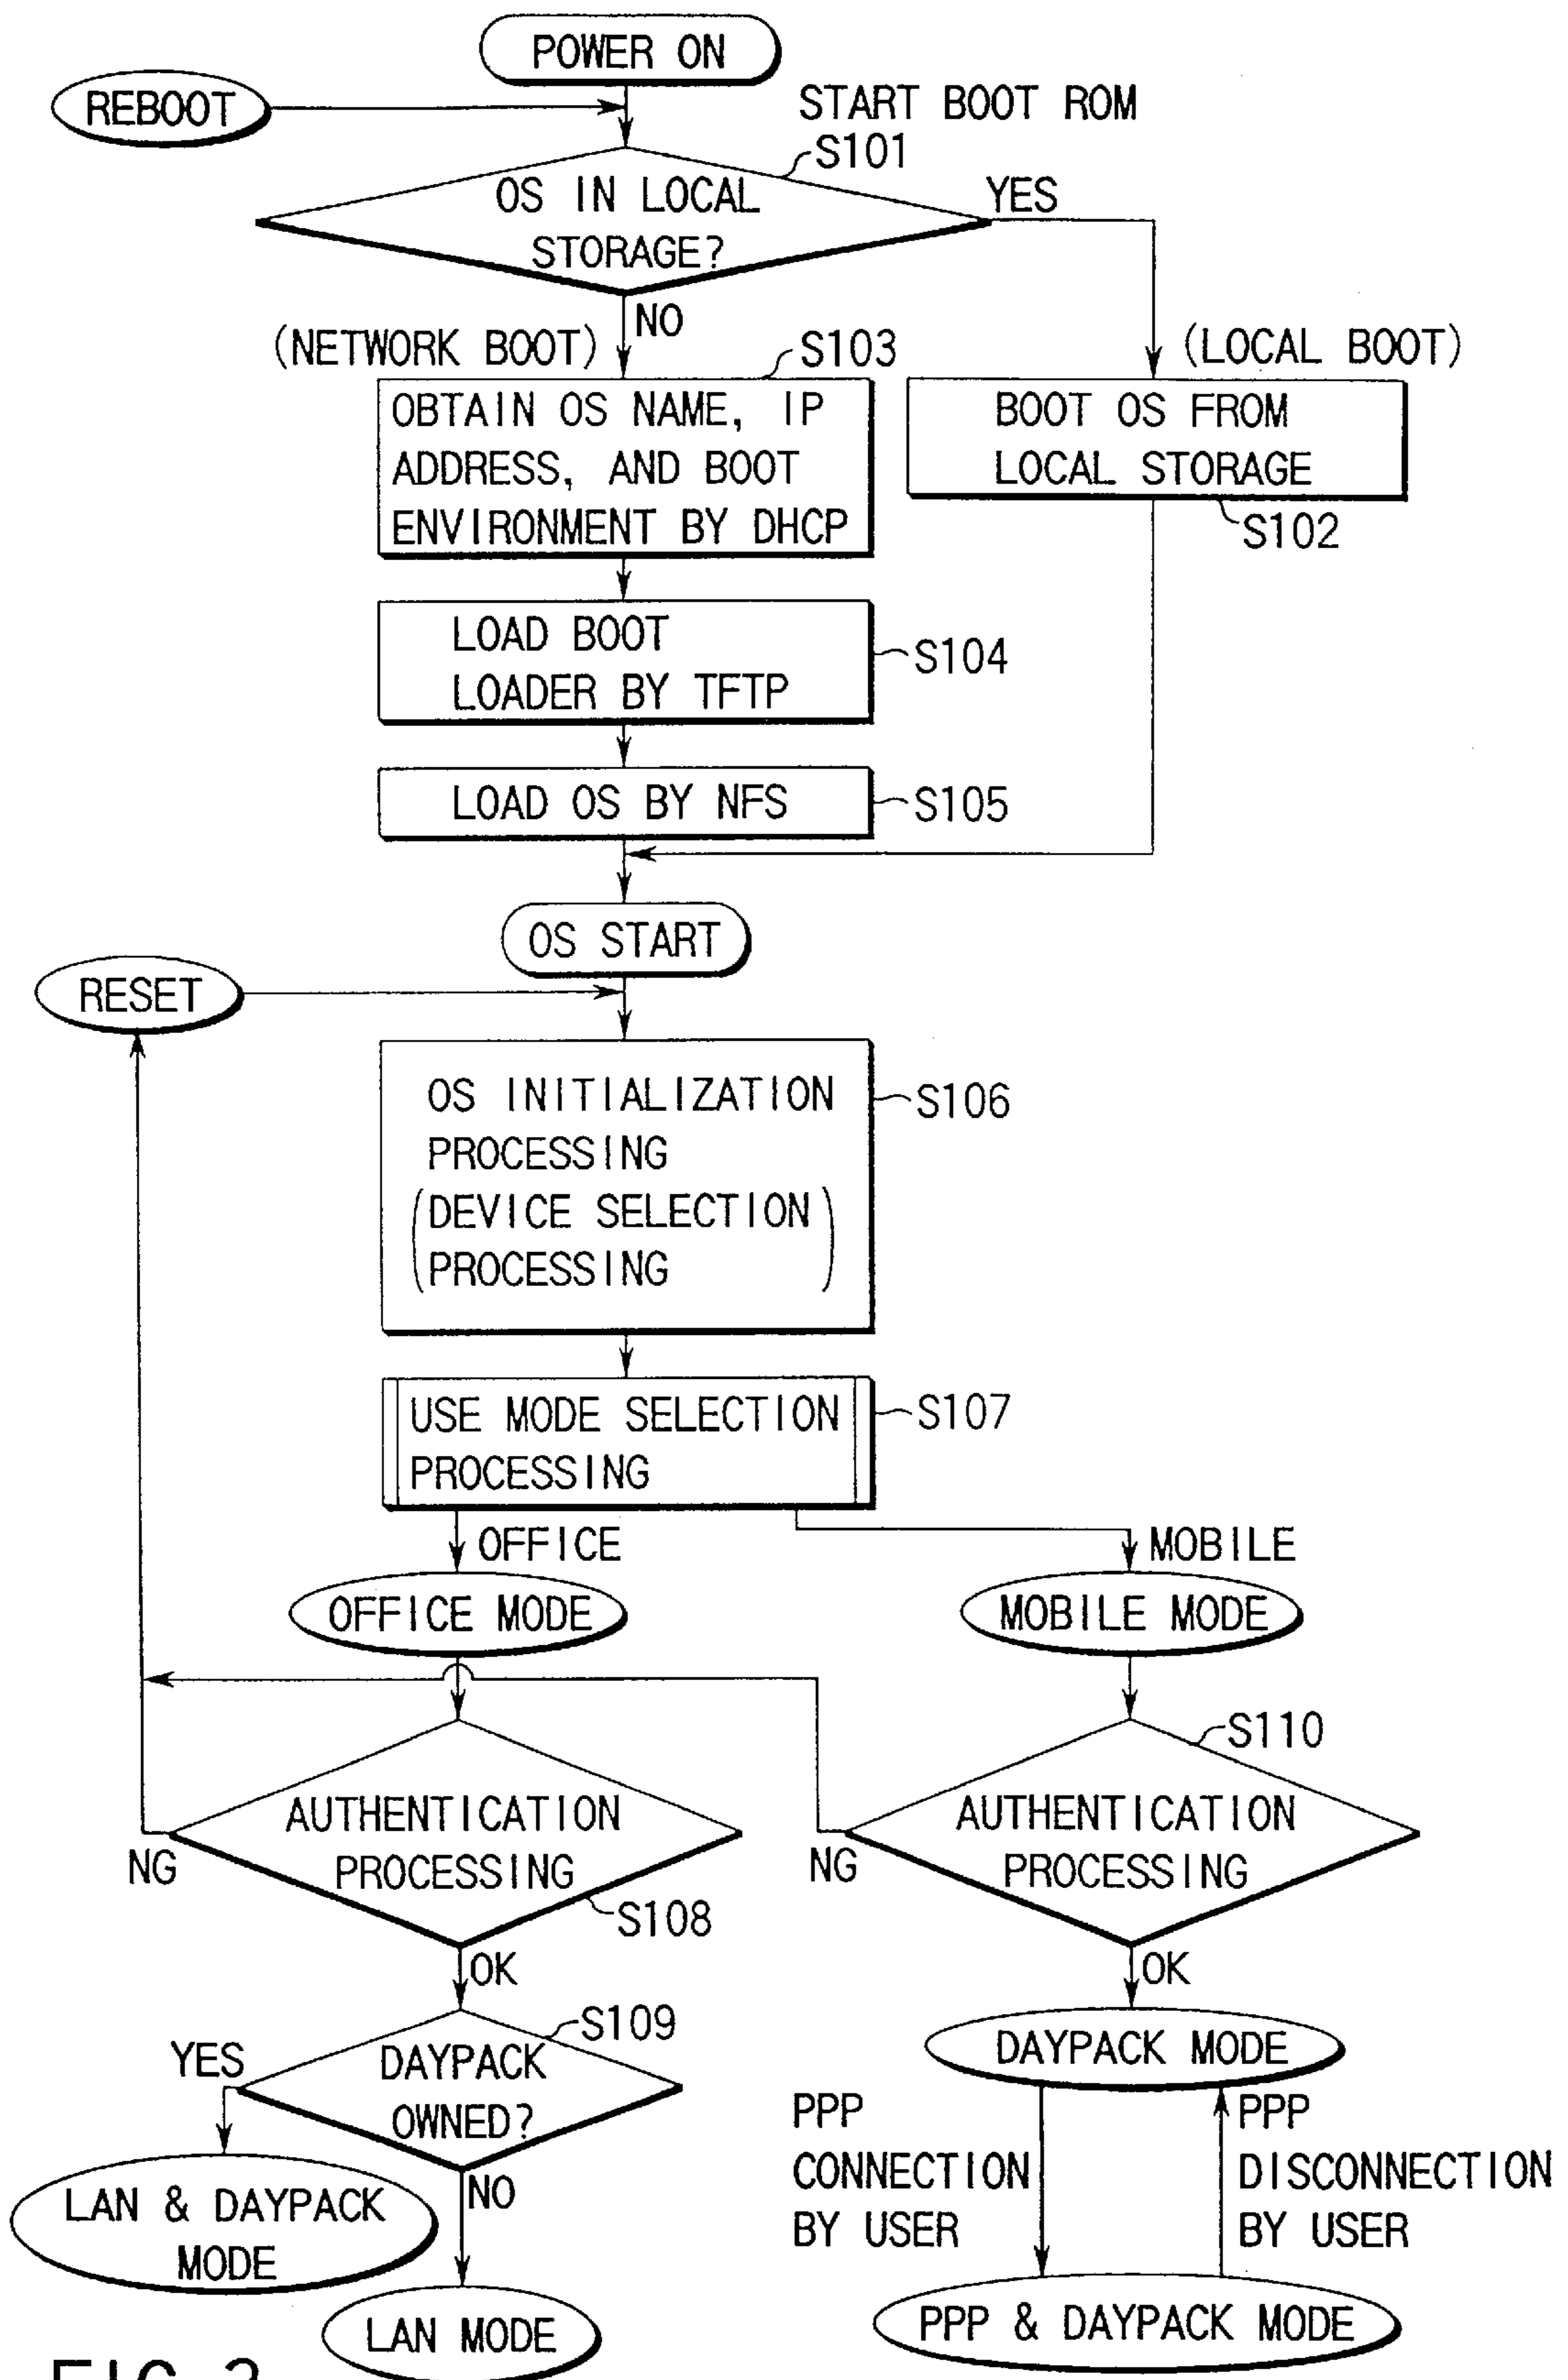 POWER ON
REBOOT
START BOOT ROM
S101
OS IN LOCAL
STORAGE?
YES
NO
(NETWORK BOOT)
S103
(LOCAL BOOT)
OBTAIN OS NAME, IP
ADDRESS, AND BOOT
ENVIRONMENT BY DHCP
BOOT OS FROM
LOCAL STORAGE
S102
LOAD BOOT
LOADER BY TFTP
S104
LOAD OS BY NFS
S105
OS START
RESET
OS INITIALIZATION
PROCESSING
(DEVICE SELECTION
PROCESSING)
S106
USE MODE SELECTION
PROCESSING
S107
OFFICE
MOBILE
OFFICE MODE
MOBILE MODE
S110
AUTHENTICATION
PROCESSING
NG
S108
OK
AUTHENTICATION
PROCESSING
NG
OK
S109
DAYPACK
OWNED?
YES
NO
LAN & DAYPACK
MODE
LAN MODE
DAYPACK MODE
PPP
CONNECTION
BY USER
PPP
DISCONNECTION
BY USER
PPP & DAYPACK MODE